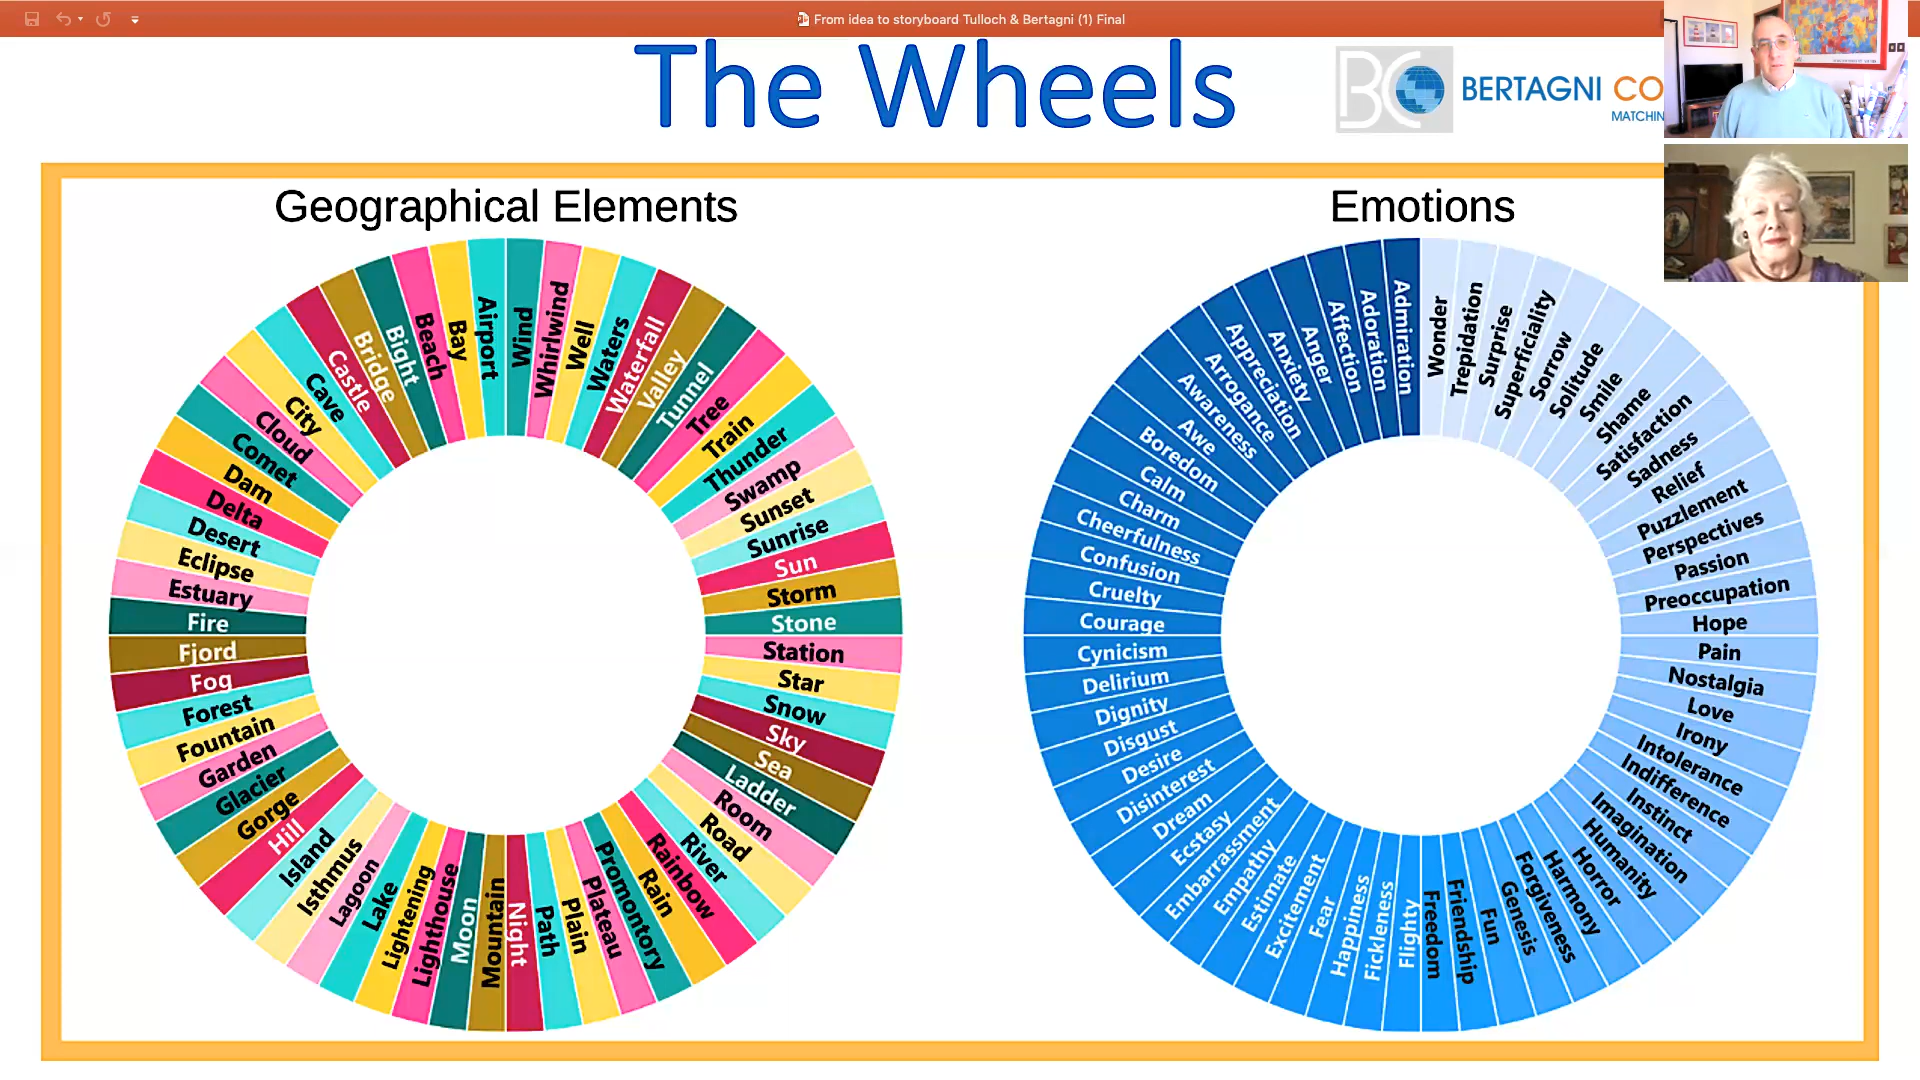 From idea to storyboard Tulloch & Bertagni (1) Final
The Wheels
BC
BERTAGNI CO
MATCHIN
Geographical Elements
Wind
Whirlwind
Well
Waters
Waterfall
Valley
Tunnel
Tree
Train
Thunder
Swamp
Sunset
Sunrise
Sun
Storm
Stone
Station
Star
Snow
Sky
Sea
Ladder
Room
Road
River
Rainbow
Rain
Promontory
Plateau
Plain
Path
Night
Mountain
Moon
Lighthouse
Lightening
Lake
Lagoon
Isthmus
Island
Hill
Gorge
Glacier
Garden
Fountain
Forest
Fog
Fjord
Fire
Estuary
Eclipse
Desert
Delta
Dam
Comet
Cloud
City
Cave
Castle
Bridge
Bight
Beach
Bay
Airport
Emotions
Wonder
Trepidation
Surprise
Superficiality
Sorrow
Solitude
Smile
Shame
Satisfaction
Sadness
Relief
Puzzlement
Perspectives
Passion
Preoccupation
Hope
Pain
Nostalgia
Love
Irony
Intolerance
Indifference
Instinct
Imagination
Humanity
Horror
Harmony
Forgiveness
Genesis
Fun
Friendship
Freedom
Flighty
Fickleness
Happiness
Fear
Excitement
Estimate
Empathy
Embarrassment
Ecstasy
Dream
Disinterest
Desire
Disgust
Dignity
Delirium
Cynicism
Courage
Cruelty
Confusion
Cheerfulness
Charm
Calm
Boredom
Awe
Awareness
Arrogance
Appreciation
Anxiety
Anger
Affection
Adoration
Admiration